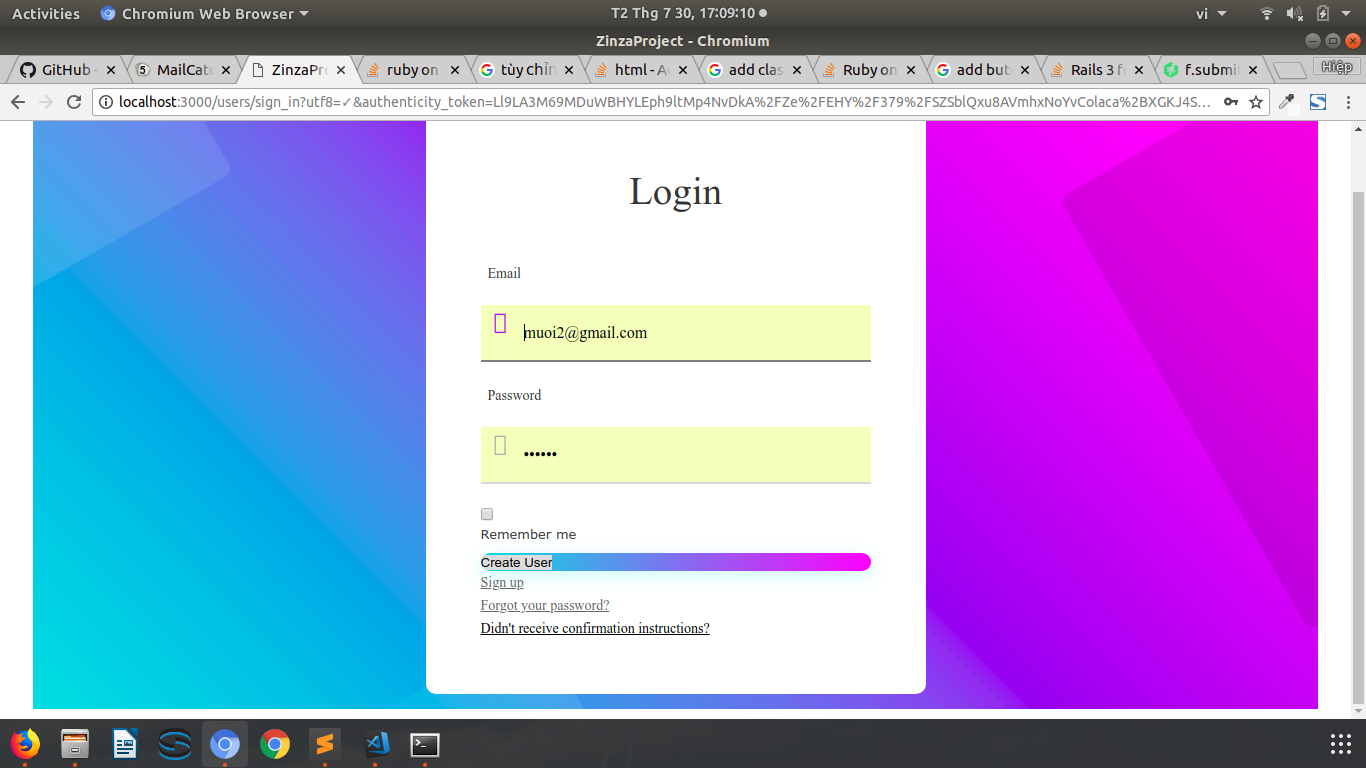 Activities Chromium Web Browser T2 Thg 7 30, 17:09:10 vi
ZinzaProject - Chromium
GitHub - MailCat ZinzaPr ruby on tùy chỉn html - A add clas Ruby on add but Rails 3 f f.submit Hiệp
localhost:3000/users/sign_in?utf8=✓&authenticity_token=Ll9LA3M69MDuWBHYLEph9ltMp4NvDkA%2FZe%2FEHY%2F379%2FSZSblQxu8AVmhxNoYvColaca%2BXGKJ4S...
Login
Email
muoi2@gmail.com
Password
Remember me
Create User
Sign up
Forgot your password?
Didn't receive confirmation instructions?